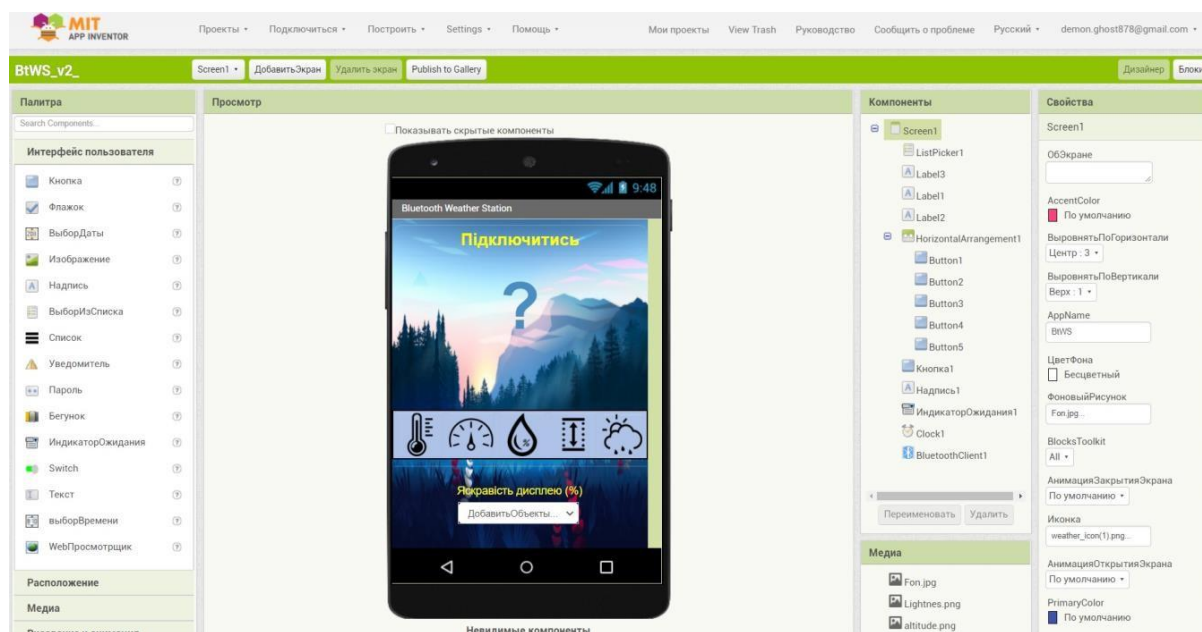 MIT
APP INVENTOR
Проекты
Подключиться
Построить
Settings
Помощь
Мои проекты
View Trash
Руководство
Сообщить о проблеме
Русский
demon.ghost878@gmail.com
BtWS_v2_
Screen1
ДобавитьЭкран
Удалить экран
Publish to Gallery
Дизайнер
Блоки
Палитра
Search Components...
Интерфейс пользователя
Кнопка
Флажок
ВыборДаты
Изображение
Надпись
ВыборИзСписка
Список
Уведомитель
Пароль
Бегунок
ИндикаторОжидания
Switch
Текст
выборВремени
WebПросмотрщик
Расположение
Медиа
Просмотр
Показывать скрытые компоненты
9:48
Bluetooth Weather Station
Підключитись
?
%
Яскравість дисплею (%)
ДобавитьОбъекты...
Невидимые компоненты
Компоненты
Screen1
ListPicker1
Label3
Label1
Label2
HorizontalArrangement1
Button1
Button2
Button3
Button4
Button5
Кнопка1
Надпись1
ИндикаторОжидания1
Clock1
BluetoothClient1
Переименовать
Удалить
Медиа
Fon.jpg
Lightnes.png
altitude.png
Свойства
Screen1
ОбЭкране
AccentColor
По умолчанию
ВыровнятьПоГоризонтали
Центр : 3
ВыровнятьПоВертикали
Верх : 1
AppName
BtWS
ЦветФона
Бесцветный
ФоновыйРисунок
Fon.jpg...
BlocksToolkit
All
АнимацияЗакрытияЭкрана
По умолчанию
Иконка
weather_icon(1).png...
АнимацияОткрытияЭкрана
По умолчанию
PrimaryColor
По умолчанию